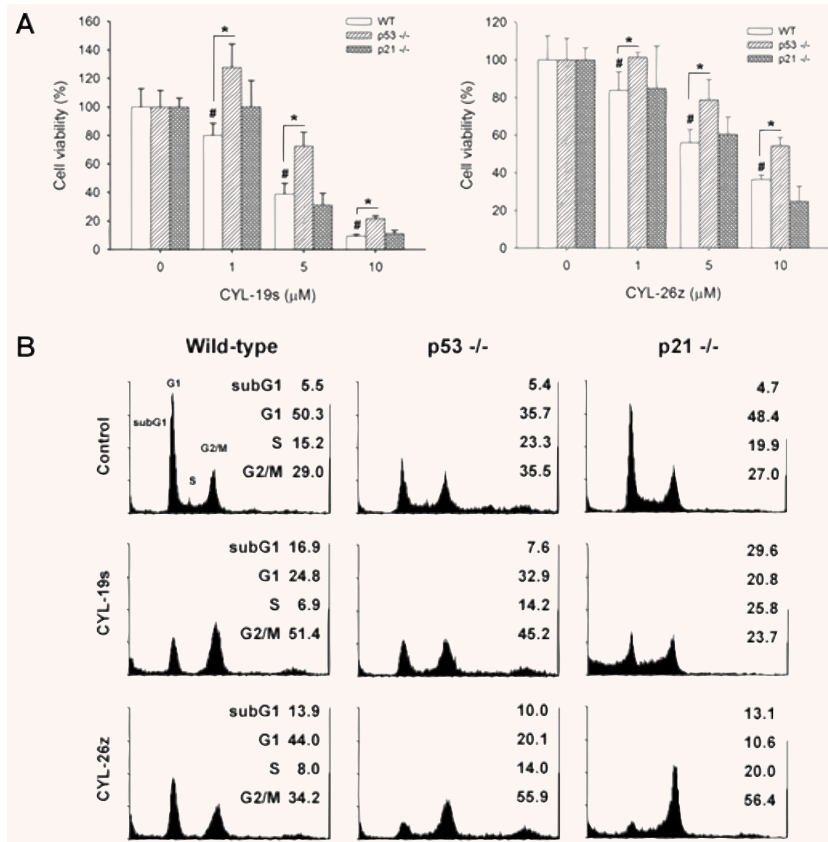 A
160
140
120
100
80
60
40
20
0
Cell viability (%)
WT
p53 -/-
p21 -/-
*
#
*
#
*
#
0 1 5 10
CYL-19s (μM)
120
100
80
60
40
20
0
Cell viability (%)
WT
p53 -/-
p21 -/-
*
#
*
#
*
#
0 1 5 10
CYL-26z (μM)
B
Wild-type p53 -/- p21 -/-
Control
G1
subG1
S
G2/M
subG1 5.5
G1 50.3
S 15.2
G2/M 29.0
5.4
35.7
23.3
35.5
4.7
48.4
19.9
27.0
CYL-19s
subG1 16.9
G1 24.8
S 6.9
G2/M 51.4
7.6
32.9
14.2
45.2
29.6
20.8
25.8
23.7
CYL-26z
subG1 13.9
G1 44.0
S 8.0
G2/M 34.2
10.0
20.1
14.0
55.9
13.1
10.6
20.0
56.4